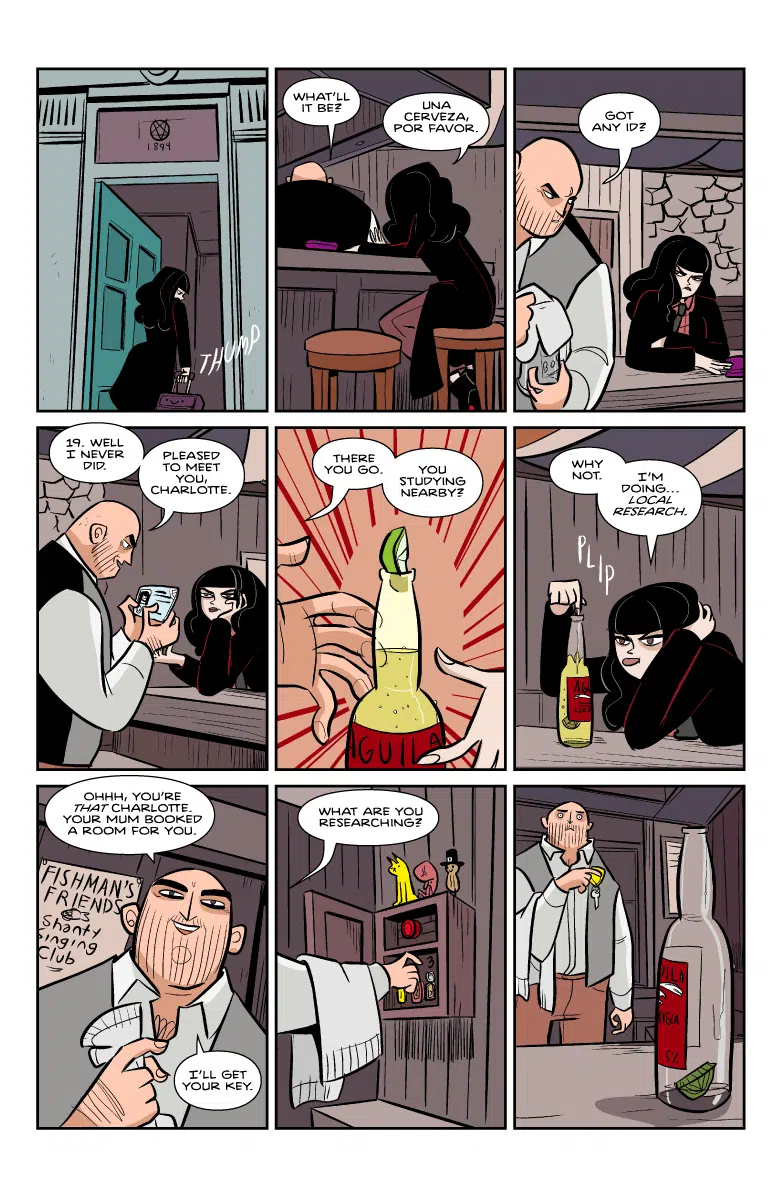 1894
THUMP
WHAT'LL
IT BE?
UNA
CERVEZA,
POR FAVOR.
GOT
ANY ID?
19. WELL
I NEVER
DID.
PLEASED
TO MEET
YOU,
CHARLOTTE.
THERE
YOU GO.
YOU
STUDYING
NEARBY?
AGUILA
WHY
NOT.
I'M
DOING...
LOCAL
RESEARCH.
PLIP
OHHH, YOU'RE
THAT CHARLOTTE.
YOUR MUM BOOKED
A ROOM FOR YOU.
FISHMAN'S
FRIENDS
Shanty
Singing
Club
I'LL GET
YOUR KEY.
WHAT ARE YOU
RESEARCHING?
3
UILA
5%